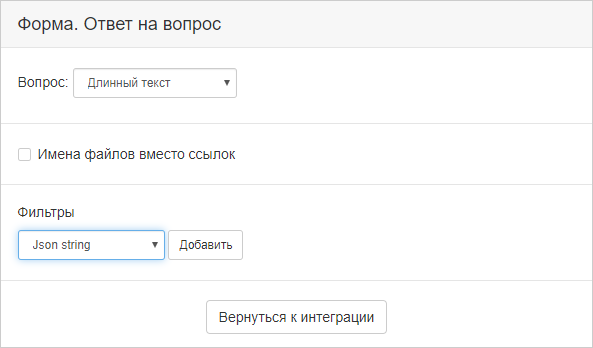 Форма. Ответ на вопрос
Вопрос: Длинный текст
Имена файлов вместо ссылок
Фильтры
Json string Добавить
Вернуться к интеграции